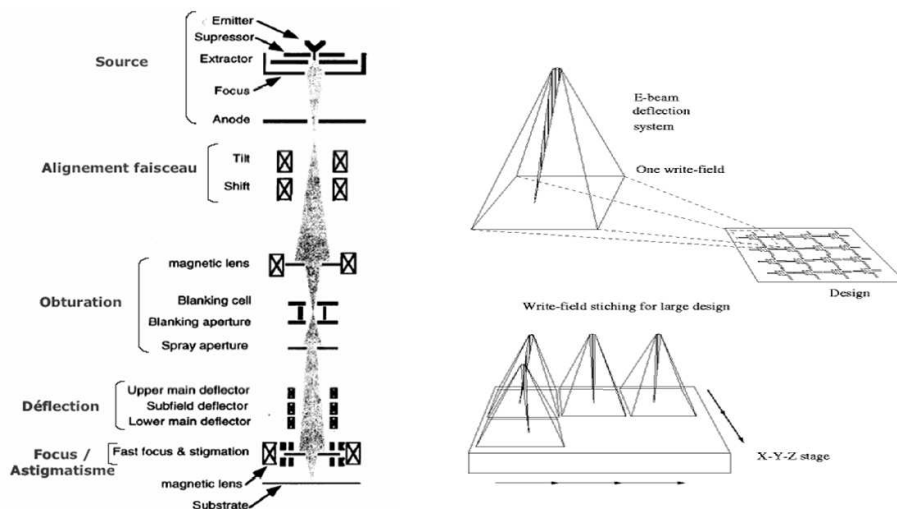 Emitter
Supressor
Source
Extractor
Focus
Anode
Alignement faisceau
Tilt
Shift
magnetic lens
Obturation
Blanking cell
Blanking aperture
Spray aperture
Déflection
Upper main deflector
Subfield deflector
Lower main deflector
Focus /
Astigmatisme
Fast focus & stigmation
magnetic lens
Substrate
E-beam
deflection
system
One write-field
Design
Write-field stiching for large design
X-Y-Z stage